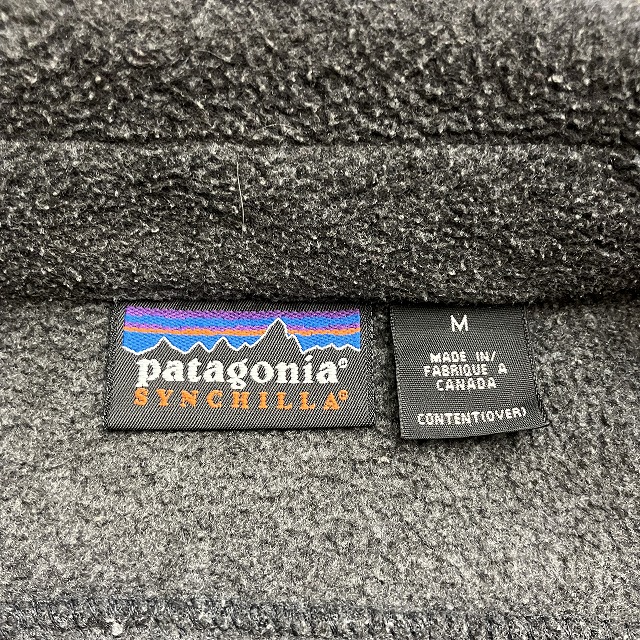 patagonia®
SYNCHILLA®
M
MADE IN/
FABRIQUE A
CANADA
CONTENT(OVER)